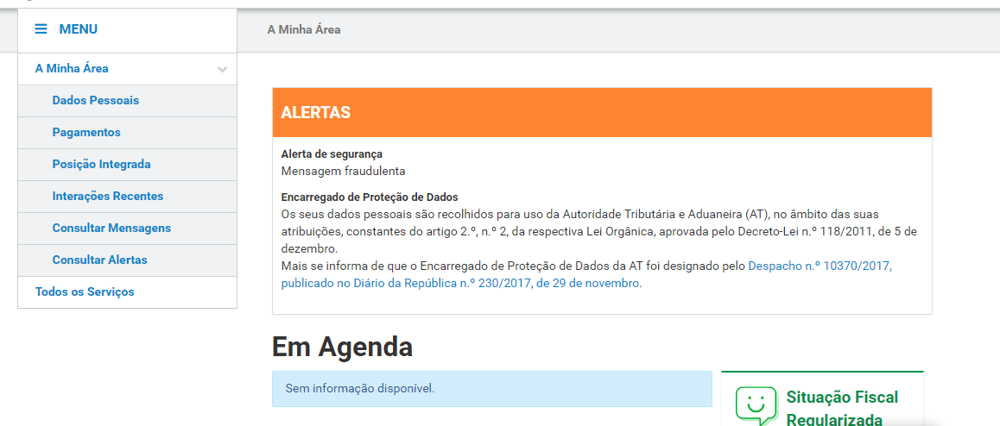 MENU
A Minha Área
A Minha Área
Dados Pessoais
Pagamentos
Posição Integrada
Interações Recentes
Consultar Mensagens
Consultar Alertas
Todos os Serviços
ALERTAS
Alerta de segurança
Mensagem fraudulenta
Encarregado de Proteção de Dados
Os seus dados pessoais são recolhidos para uso da Autoridade Tributária e Aduaneira (AT), no âmbito das suas
atribuições, constantes do artigo 2.º, n.º 2, da respectiva Lei Orgânica, aprovada pelo Decreto-Lei n.º 118/2011, de 5 de
dezembro.
Mais se informa de que o Encarregado de Proteção de Dados da AT foi designado pelo Despacho n.º 10370/2017,
publicado no Diário da República n.º 230/2017, de 29 de novembro.
Em Agenda
Sem informação disponível.
Situação Fiscal
Regularizada